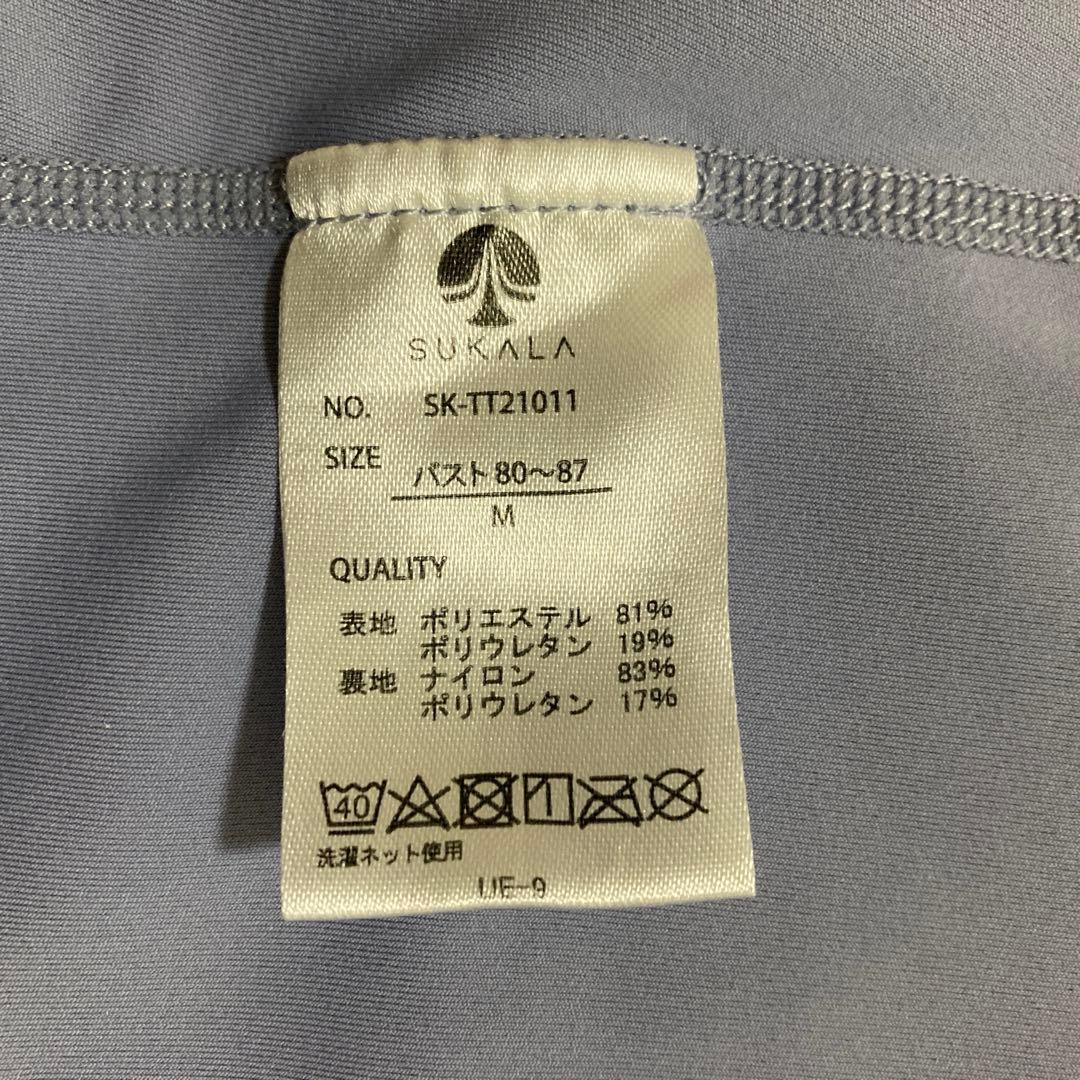 SUKALA
NO. SK-TT21011
SIZE バスト80～87
M
QUALITY
表地 ポリエステル 81%
ポリウレタン 19%
裏地 ナイロン 83%
ポリウレタン 17%
40
洗濯ネット使用
UE-9